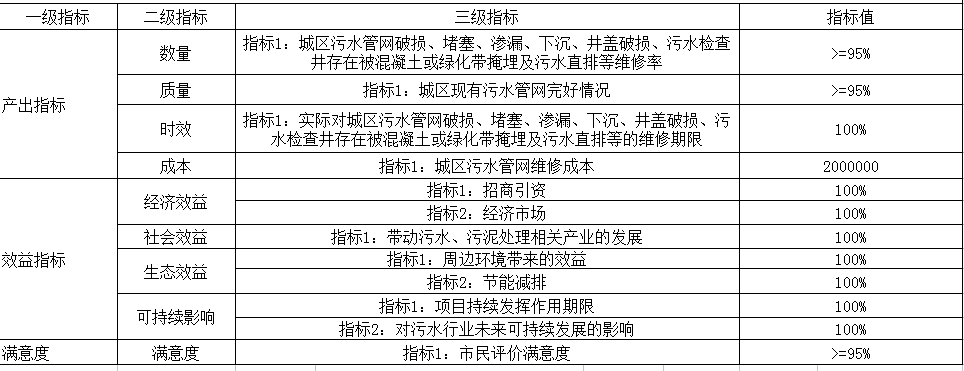 一级指标 二级指标 三级指标 指标值
产出指标
数量
指标1：城区污水管网破损、堵塞、渗漏、下沉、井盖破损、污水检查
井存在被混凝土或绿化带掩埋及污水直排等维修率
>=95%
质量 指标1：城区现有污水管网完好情况 >=95%
时效
指标1：实际对城区污水管网破损、堵塞、渗漏、下沉、井盖破损、污
水检查井存在被混凝土或绿化带掩埋及污水直排等的维修期限
100%
成本 指标1：城区污水管网维修成本 2000000
效益指标
经济效益
指标1：招商引资 100%
指标2：经济市场 100%
社会效益 指标1：带动污水、污泥处理相关产业的发展 100%
生态效益
指标1：周边环境带来的效益 100%
指标2：节能减排 100%
可持续影响
指标1：项目持续发挥作用期限 100%
指标2：对污水行业未来可持续发展的影响 100%
满意度 满意度 指标1：市民评价满意度 >=95%